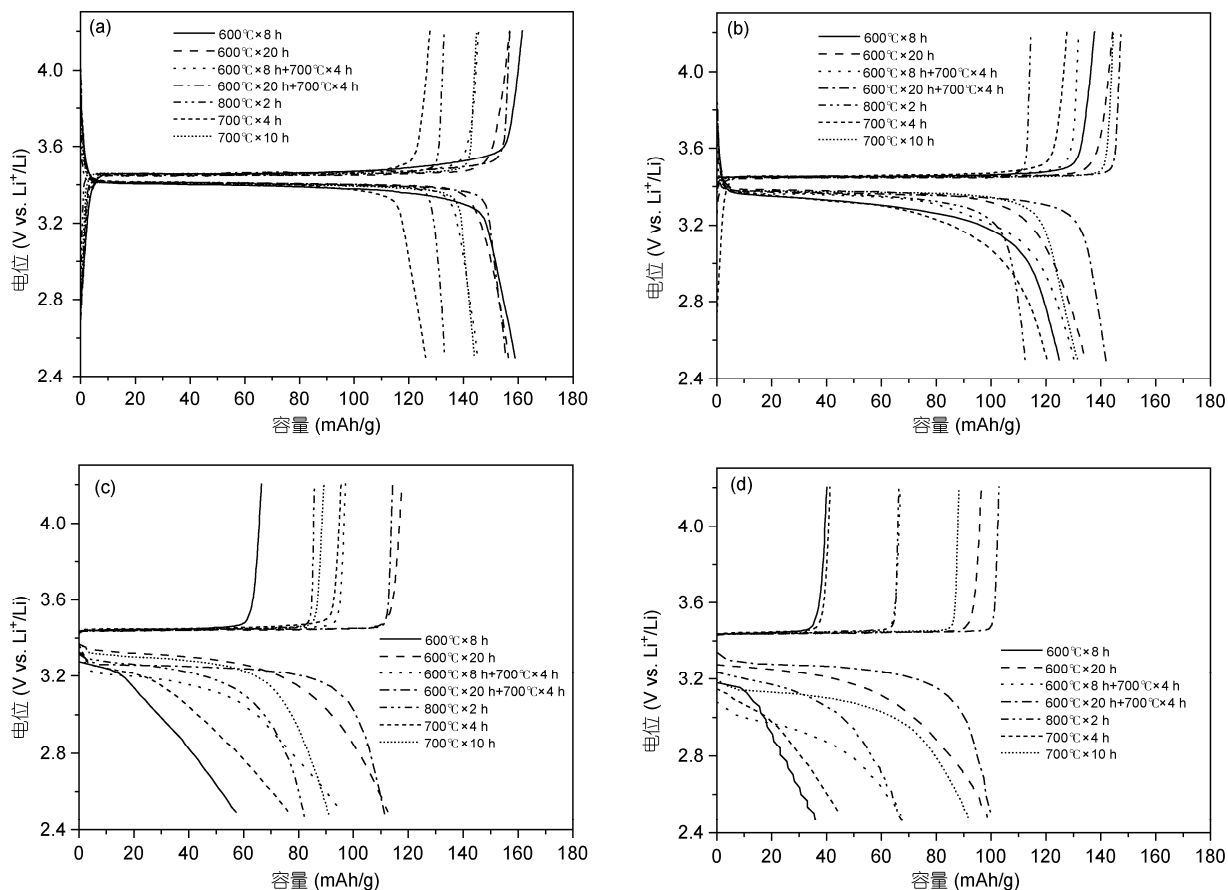 (a)
600℃×8 h
600℃×20 h
600℃×8 h+700℃×4 h
600℃×20 h+700℃×4 h
800℃×2 h
700℃×4 h
700℃×10 h
4.0
3.6
3.2
2.8
2.4
电位 (V vs. Li⁺/Li)
0 20 40 60 80 100 120 140 160 180
容量 (mAh/g)
(b)
600℃×8 h
600℃×20 h
600℃×8 h+700℃×4 h
600℃×20 h+700℃×4 h
800℃×2 h
700℃×4 h
700℃×10 h
4.0
3.6
3.2
2.8
2.4
电位 (V vs. Li⁺/Li)
0 20 40 60 80 100 120 140 160 180
容量 (mAh/g)
(c)
4.0
3.6
3.2
2.8
2.4
电位 (V vs. Li⁺/Li)
600℃×8 h
600℃×20 h
600℃×8 h+700℃×4 h
600℃×20 h+700℃×4 h
800℃×2 h
700℃×4 h
700℃×10 h
0 20 40 60 80 100 120 140 160 180
容量 (mAh/g)
(d)
4.0
3.6
3.2
2.8
2.4
电位 (V vs. Li⁺/Li)
600℃×8 h
600℃×20 h
600℃×8 h+700℃×4 h
600℃×20 h+700℃×4 h
800℃×2 h
700℃×4 h
700℃×10 h
0 20 40 60 80 100 120 140 160 180
容量 (mAh/g)